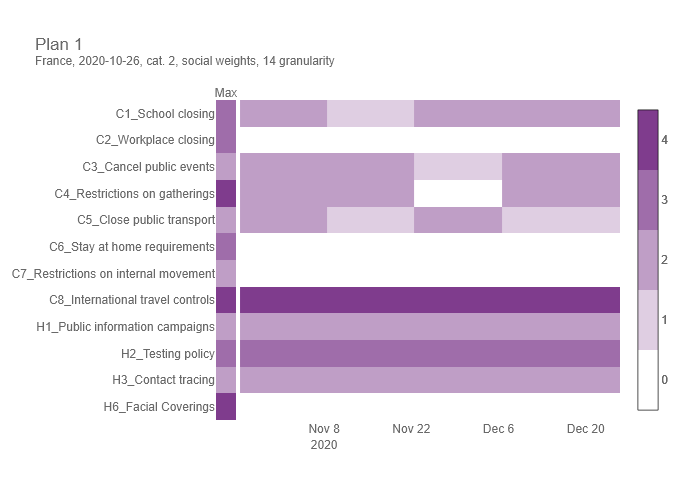 Plan 1
France, 2020-10-26, cat. 2, social weights, 14 granularity
Max
C1_School closing
C2_Workplace closing
C3_Cancel public events
C4_Restrictions on gatherings
C5_Close public transport
C6_Stay at home requirements
C7_Restrictions on internal movement
C8_International travel controls
H1_Public information campaigns
H2_Testing policy
H3_Contact tracing
H6_Facial Coverings
4
3
2
1
0
Nov 8 Nov 22 Dec 6 Dec 20
2020